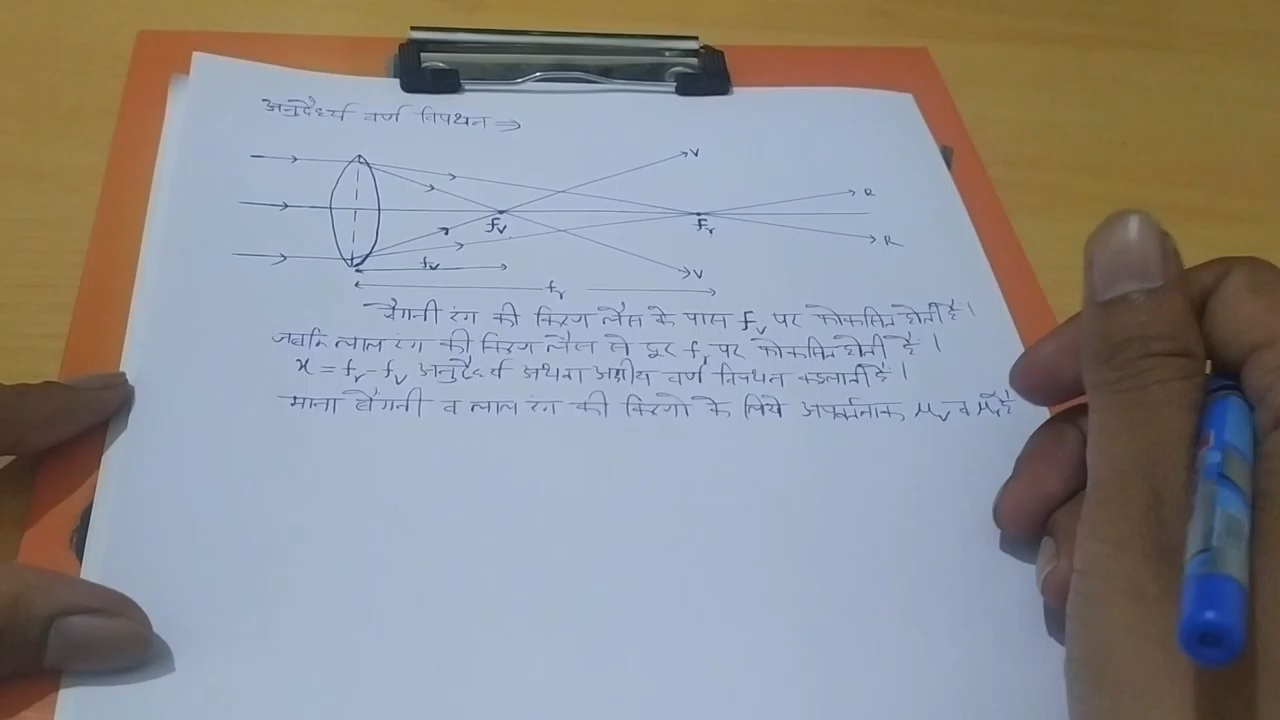 अनुदैर्ध्य वर्ण विपथन ⇒
V
R
fᵥ
fᵣ
R
fᵥ
V
fᵣ
बैगनी रंग की किरण लैंस के पास fᵥ पर फोकसित होती है।
जबकि लाल रंग की किरण लैंस से दूर fᵣ पर फोकसित होती है।
x = fᵣ - fᵥ अनुदैर्ध्य अथवा अक्षीय वर्ण विपथन कहलाती है।
माना बैंगनी व लाल रंग की किरणो के लिये अपवर्तनाक μᵥ व μᵣ है